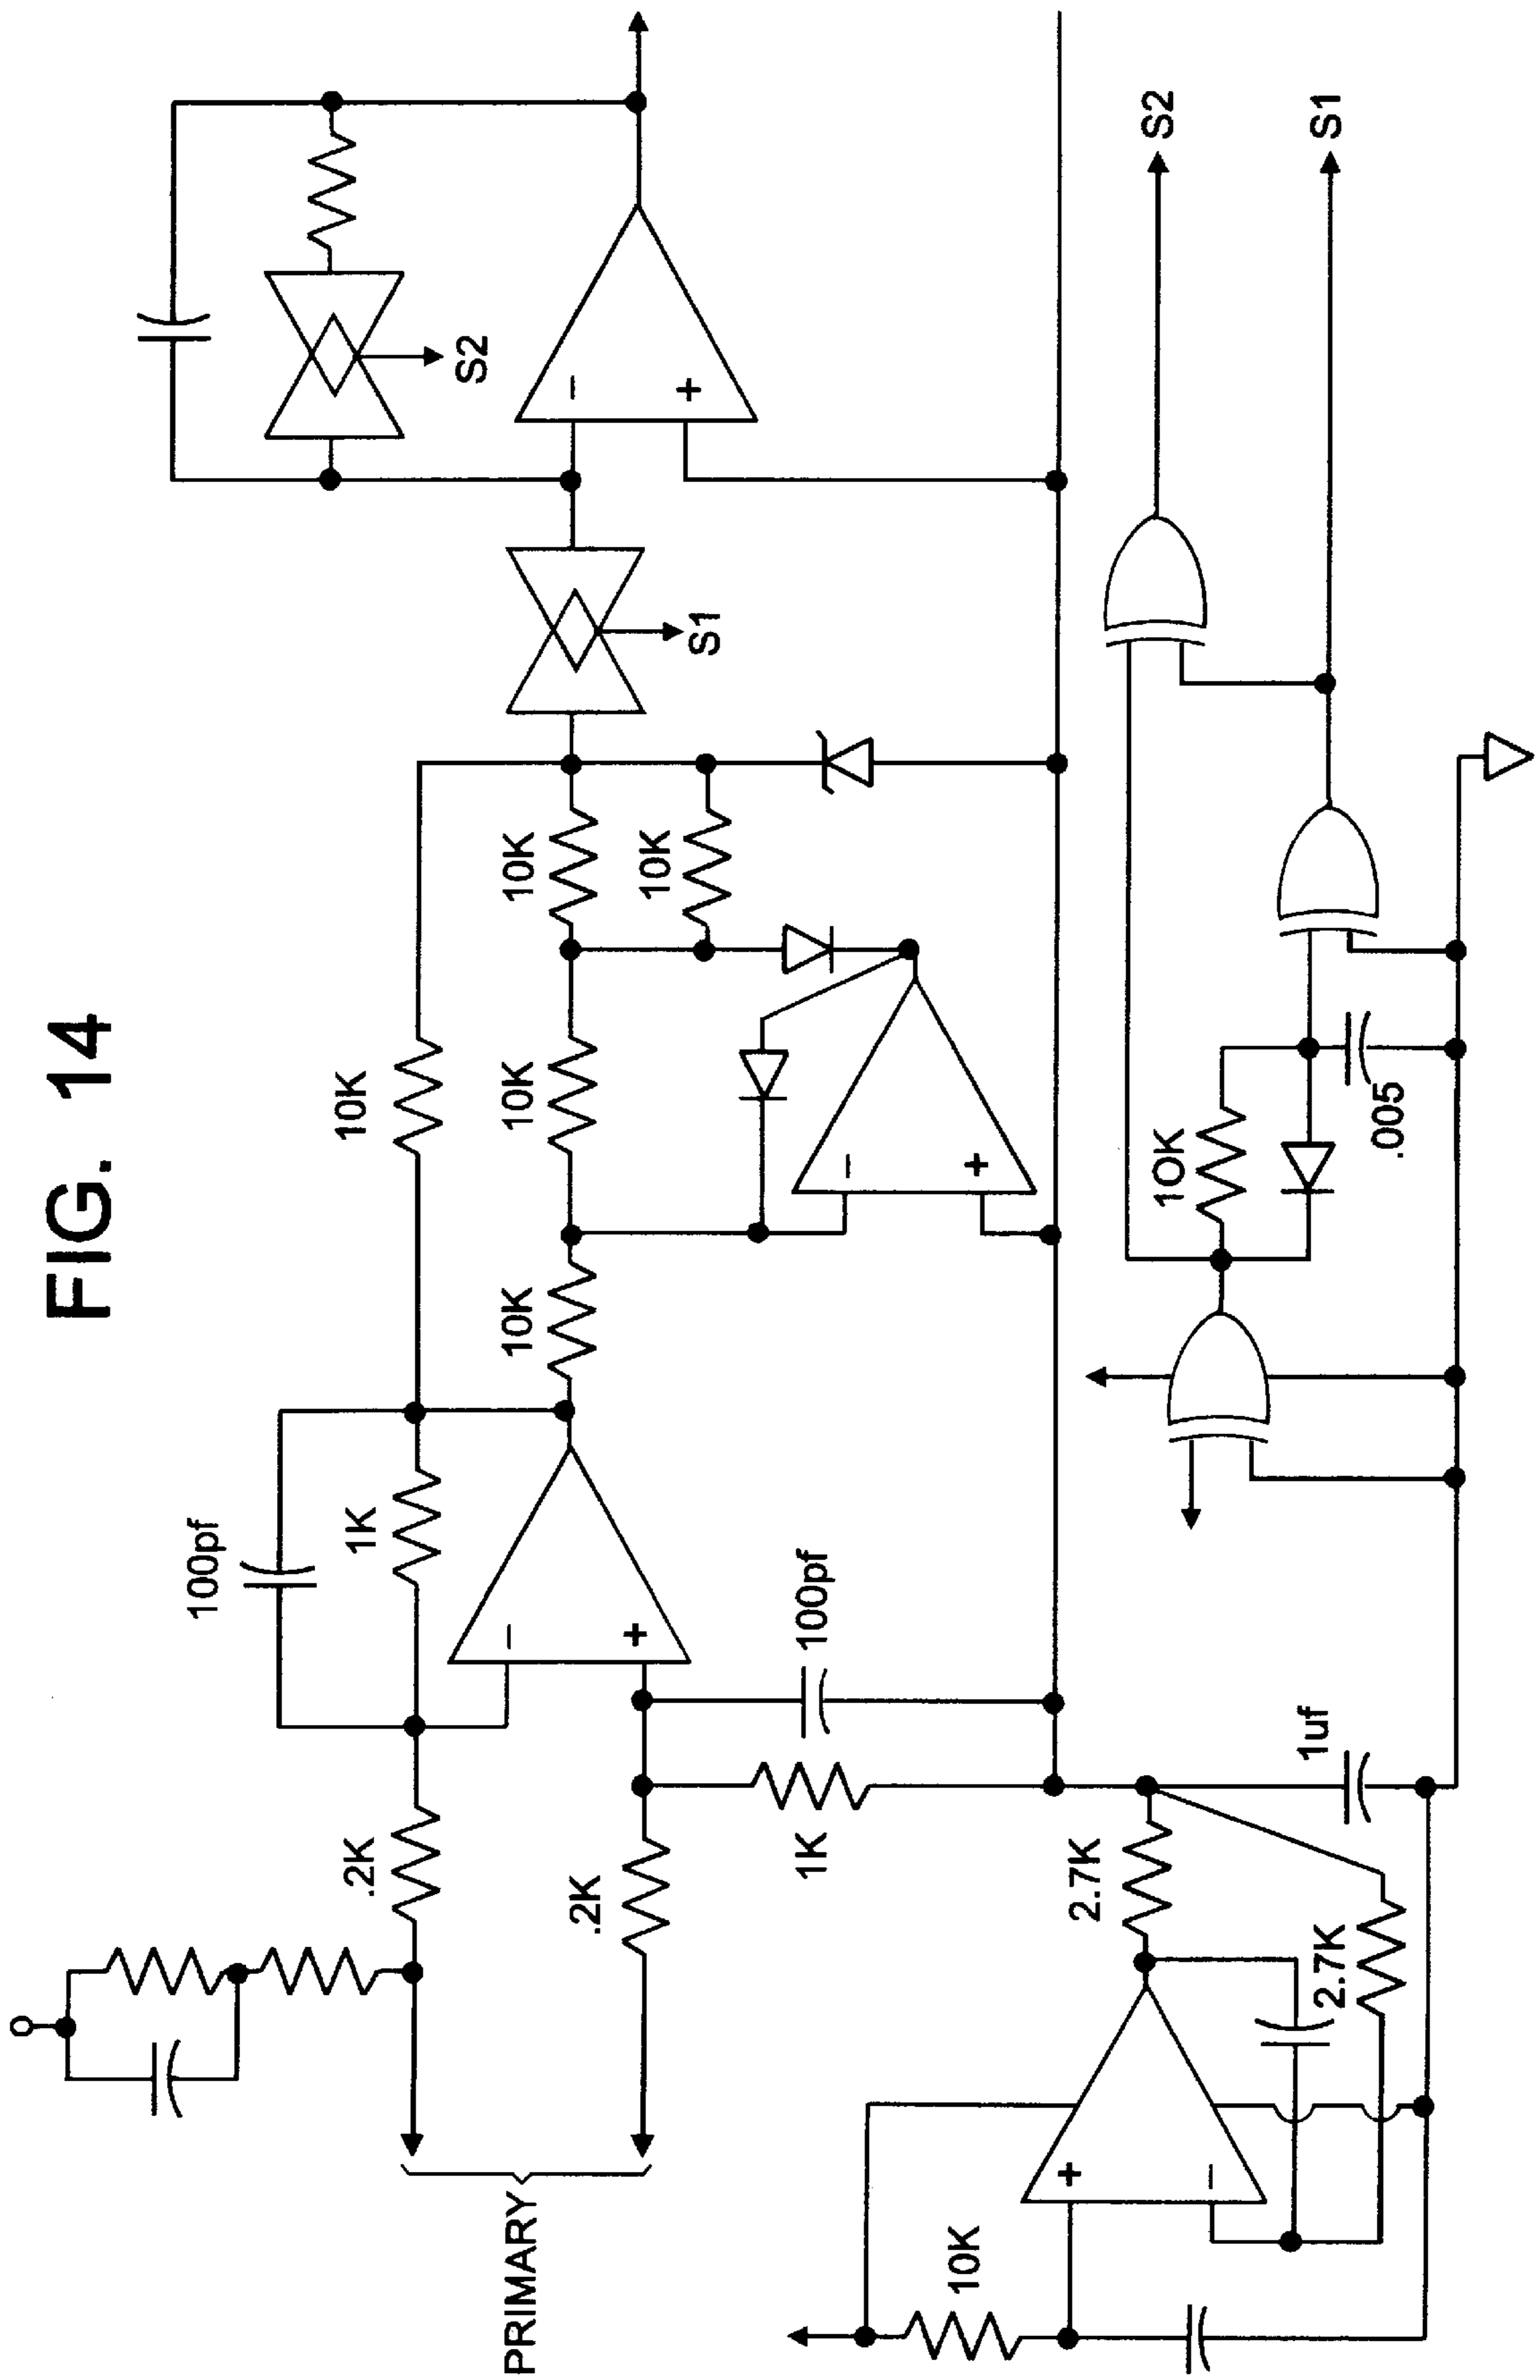 FIG. 14
100pf
1K
10K
.2K
.2K
PRIMARY
10K
10K
10K
10K
S1
S2
−
+
−
+
−
+
100pf
1K
2.7K
2.7K
10K
+
−
1uf
10K
.005
S2
S1